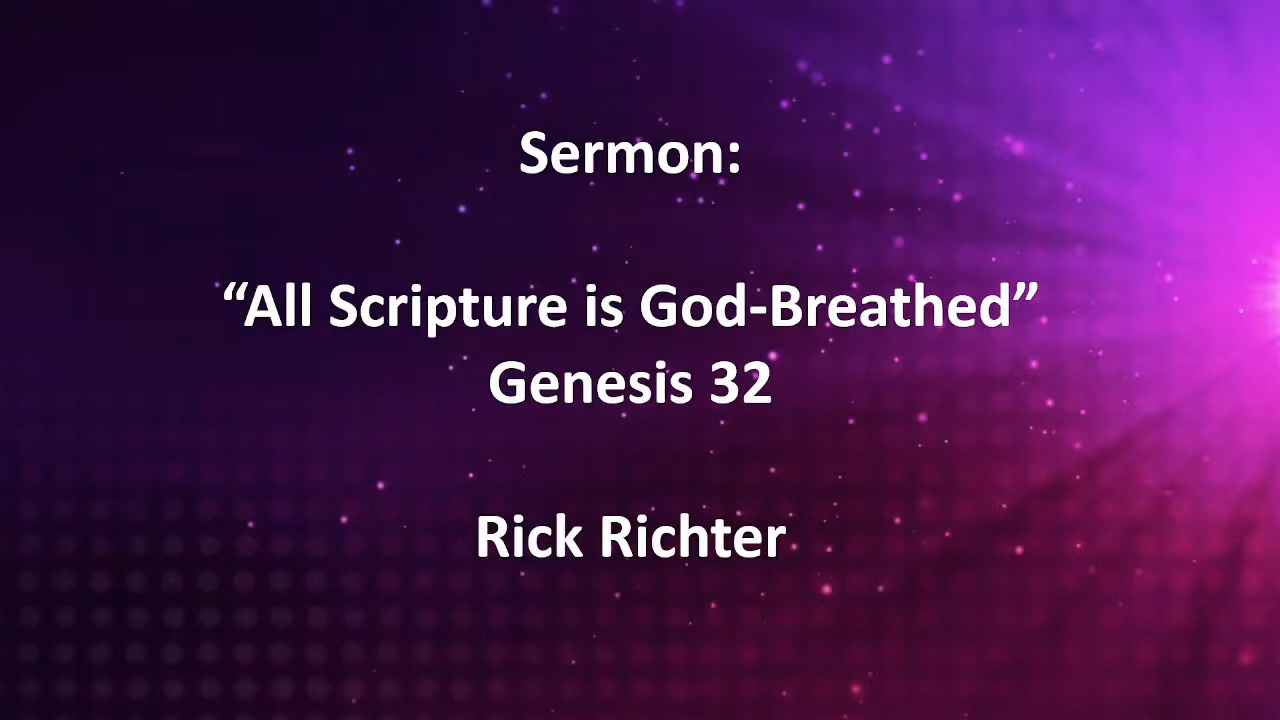 Sermon:
“All Scripture is God-Breathed”
Genesis 32
Rick Richter